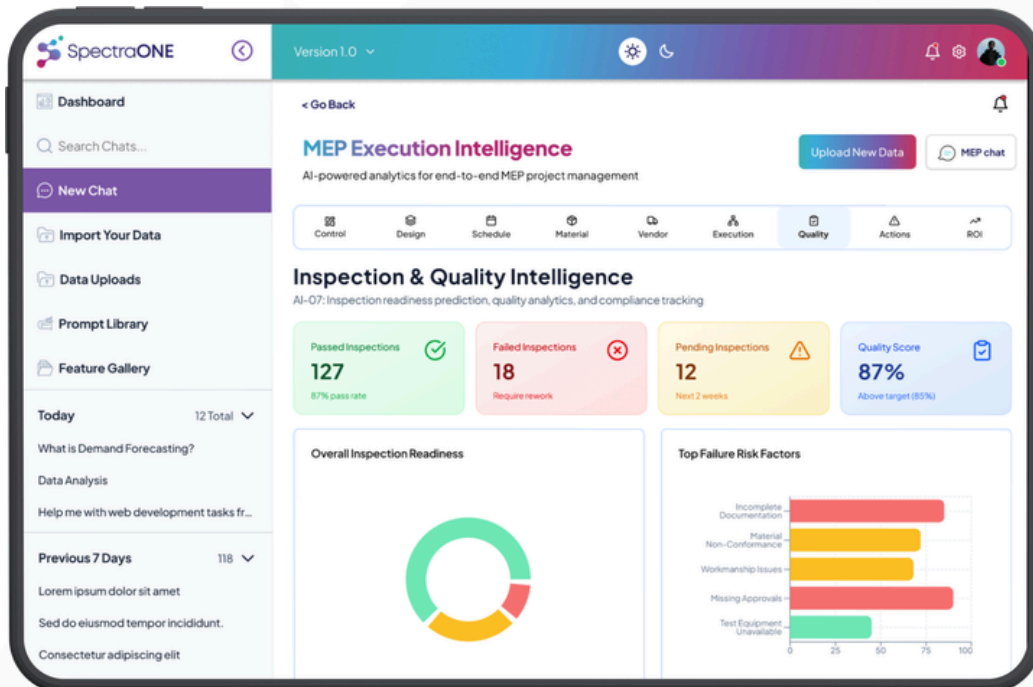 SpectraONE
Version 1.0
Dashboard
Search Chats...
New Chat
Import Your Data
Data Uploads
Prompt Library
Feature Gallery
Today
12 Total
What is Demand Forecasting?
Data Analysis
Help me with web development tasks fr...
Previous 7 Days
118
Lorem ipsum dolor sit amet
Sed do eiusmod tempor incididunt.
Consectetur adipiscing elit
< Go Back
MEP Execution Intelligence
AI-powered analytics for end-to-end MEP project management
Upload New Data
MEP chat
Control
Design
Schedule
Material
Vendor
Execution
Quality
Actions
ROI
Inspection & Quality Intelligence
AI-07: Inspection readiness prediction, quality analytics, and compliance tracking
Passed Inspections
127
87% pass rate
Failed Inspections
18
Require rework
Pending Inspections
12
Next 2 weeks
Quality Score
87%
Above target (85%)
Overall Inspection Readiness
Top Failure Risk Factors
Incomplete
Documentation
Material
Non-Conformance
Workmanship Issues
Missing Approvals
Test Equipment
Unavailable
0
25
50
75
100